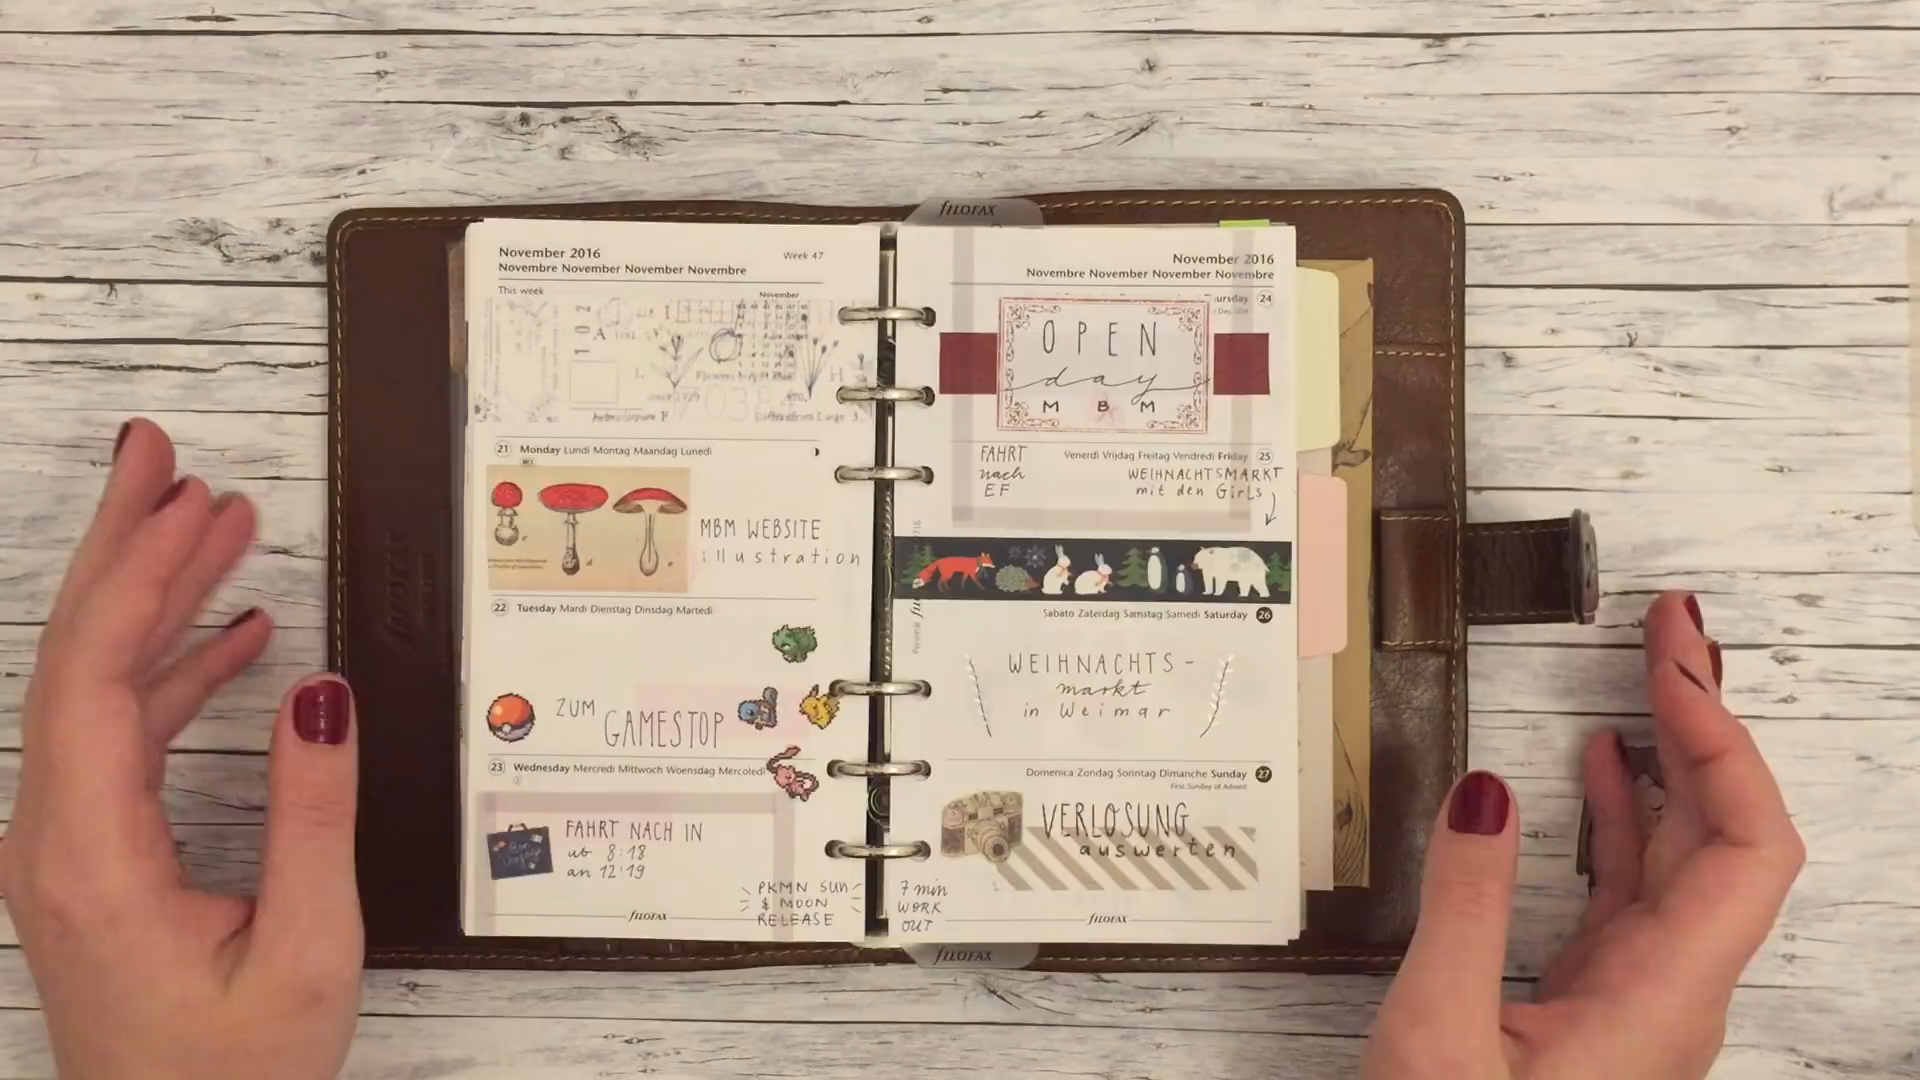 FILOFAX
November 2016
Week 47
Novembre November November Novembre
This week
November
102
A
L
H
since 1779
21 Monday Lundi Montag Maandag Lunedì
MBM WEBSITE
illustration
22 Tuesday Mardi Dienstag Dinsdag Martedì
ZUM
GAMESTOP
23 Wednesday Mercredi Mittwoch Woensdag Mercoledì
FAHRT NACH IN
ab 8:18
an 12:19
PKMN SUN
& MOON
RELEASE
FILOFAX
November 2016
Novembre November November Novembre
ursday 24
OPEN
day
M B M
Venerdì Vrijdag Freitag Vendredi Friday 25
FAHRT
nach
EF
WEIHNACHTSMARKT
mit den Girls
Personal
Sabato Zaterdag Samstag Samedi Saturday 26
WEIHNACHTS-
markt
in Weimar
Domenica Zondag Sonntag Dimanche Sunday 27
First Sunday of Advent
VERLOSUNG
auswerten
7 min
WORK
OUT
FILOFAX
FILOFAX